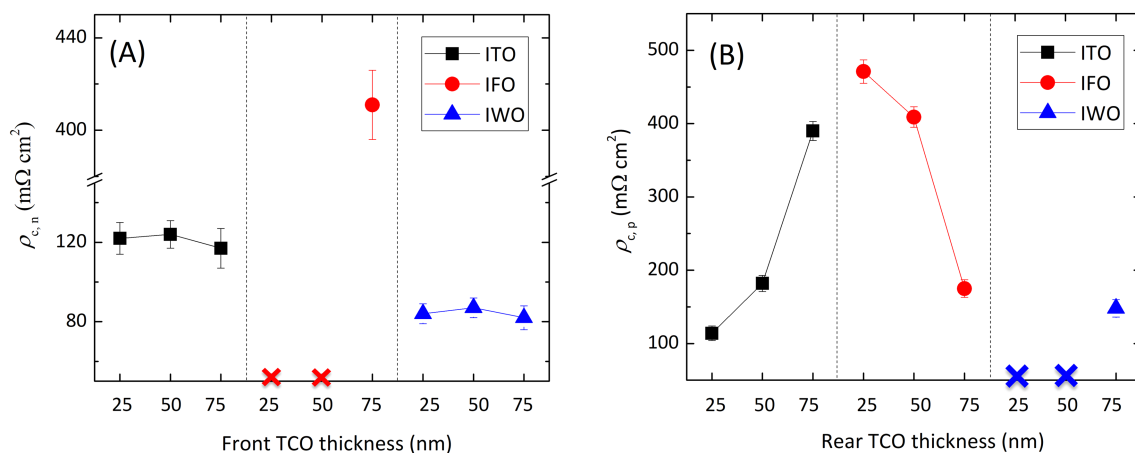 (A)
ITO
IFO
IWO
440
400
120
80
ρc, n (mΩ cm²)
25 50 75 25 50 75 25 50 75
Front TCO thickness (nm)
(B)
ITO
IFO
IWO
500
400
300
200
100
ρc, p (mΩ cm²)
25 50 75 25 50 75 25 50 75
Rear TCO thickness (nm)